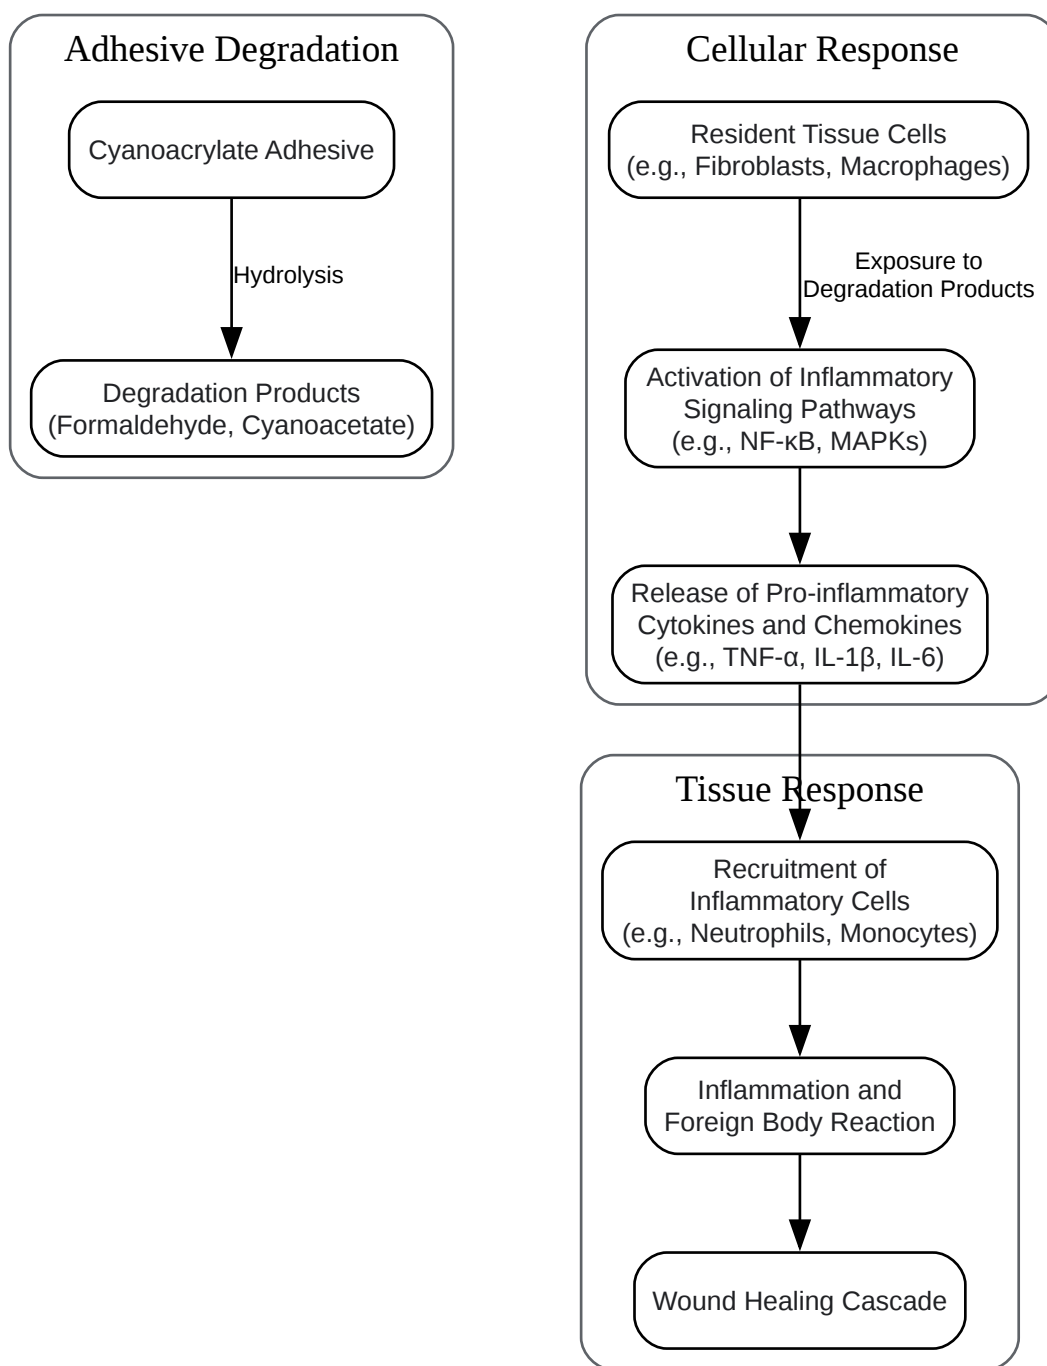 Adhesive Degradation
Cyanoacrylate Adhesive
Hydrolysis
Degradation Products
(Formaldehyde, Cyanoacetate)
Cellular Response
Resident Tissue Cells
(e.g., Fibroblasts, Macrophages)
Exposure to
Degradation Products
Activation of Inflammatory
Signaling Pathways
(e.g., NF-κB, MAPKs)
Release of Pro-inflammatory
Cytokines and Chemokines
(e.g., TNF-α, IL-1β, IL-6)
Tissue Response
Recruitment of
Inflammatory Cells
(e.g., Neutrophils, Monocytes)
Inflammation and
Foreign Body Reaction
Wound Healing Cascade